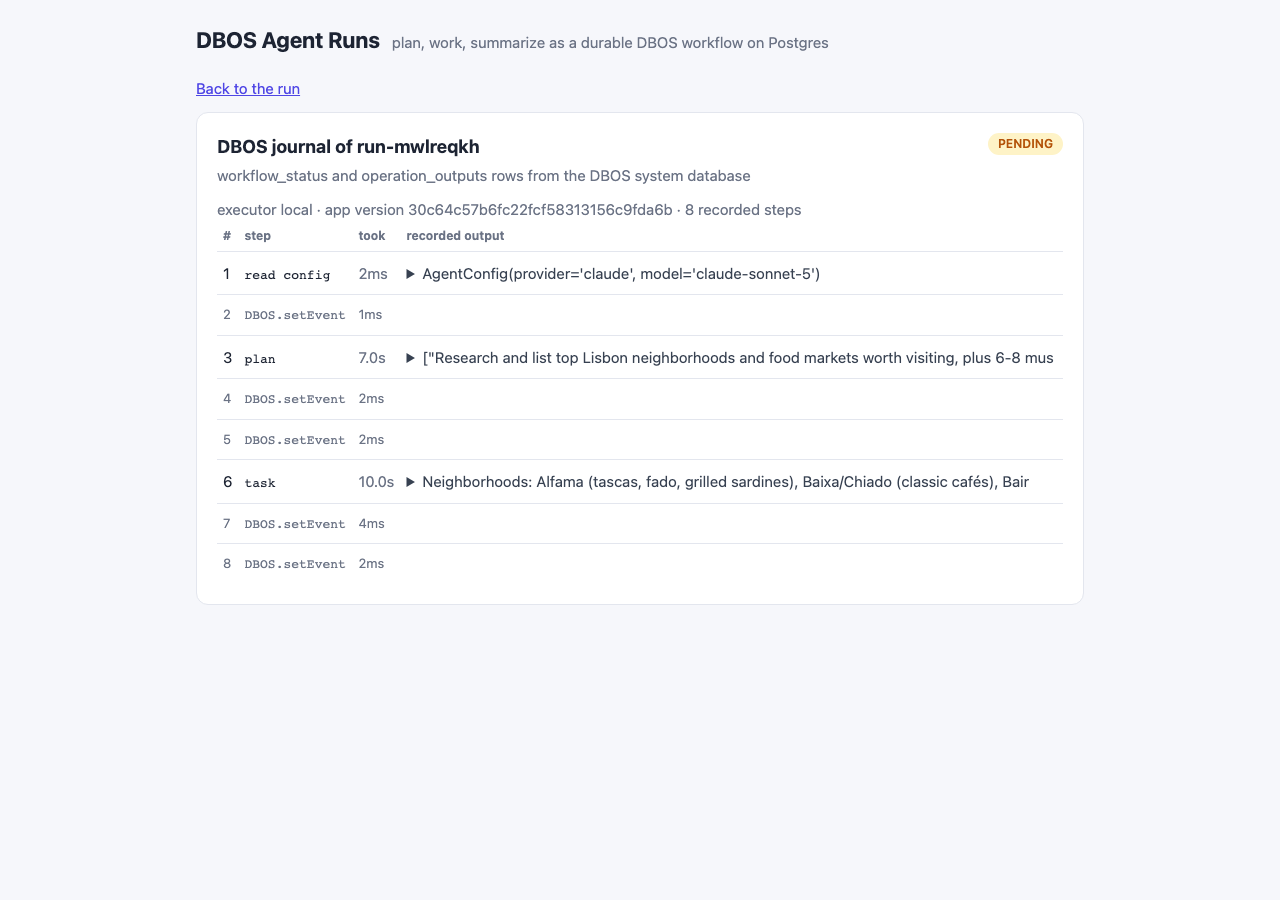 DBOS Agent Runs plan, work, summarize as a durable DBOS workflow on Postgres
Back to the run
DBOS journal of run-mwlreqkh PENDING
workflow_status and operation_outputs rows from the DBOS system database
executor local · app version 30c64c57b6fc22fcf58313156c9fda6b · 8 recorded steps
# step took recorded output
1 read config 2ms ▶ AgentConfig(provider='claude', model='claude-sonnet-5')
2 DBOS.setEvent 1ms
3 plan 7.0s ▶ ["Research and list top Lisbon neighborhoods and food markets worth visiting, plus 6-8 mus
4 DBOS.setEvent 2ms
5 DBOS.setEvent 2ms
6 task 10.0s ▶ Neighborhoods: Alfama (tascas, fado, grilled sardines), Baixa/Chiado (classic cafés), Bair
7 DBOS.setEvent 4ms
8 DBOS.setEvent 2ms